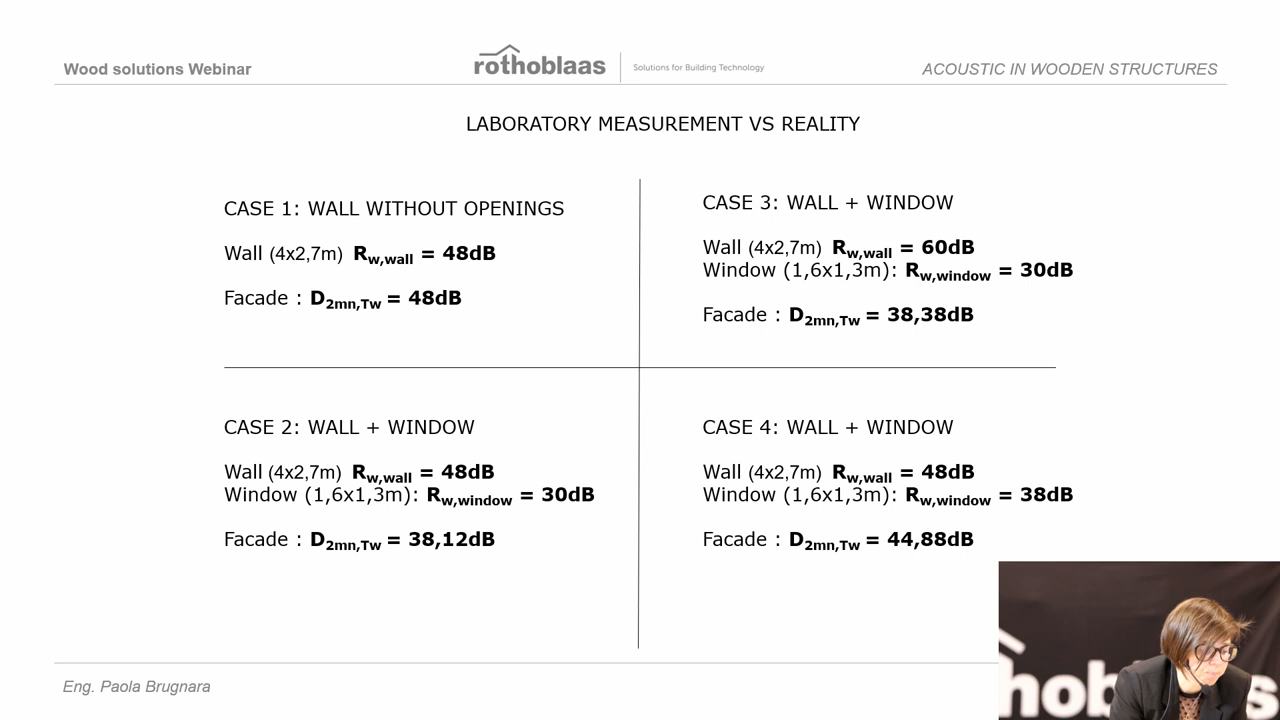 Wood solutions Webinar
rothoblaas
Solutions for Building Technology
ACOUSTIC IN WOODEN STRUCTURES
LABORATORY MEASUREMENT VS REALITY
CASE 1: WALL WITHOUT OPENINGS
Wall (4x2,7m) Rw,wall = 48dB
Facade : D2mn,Tw = 48dB
CASE 3: WALL + WINDOW
Wall (4x2,7m) Rw,wall = 60dB
Window (1,6x1,3m): Rw,window = 30dB
Facade : D2mn,Tw = 38,38dB
CASE 2: WALL + WINDOW
Wall (4x2,7m) Rw,wall = 48dB
Window (1,6x1,3m): Rw,window = 30dB
Facade : D2mn,Tw = 38,12dB
CASE 4: WALL + WINDOW
Wall (4x2,7m) Rw,wall = 48dB
Window (1,6x1,3m): Rw,window = 38dB
Facade : D2mn,Tw = 44,88dB
Eng. Paola Brugnara